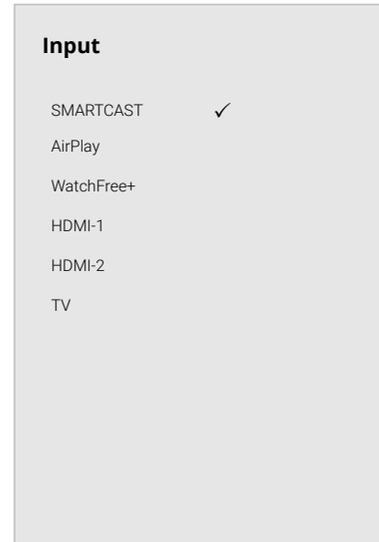 Input
SMARTCAST ✓
AirPlay
WatchFree+
HDMI-1
HDMI-2
TV